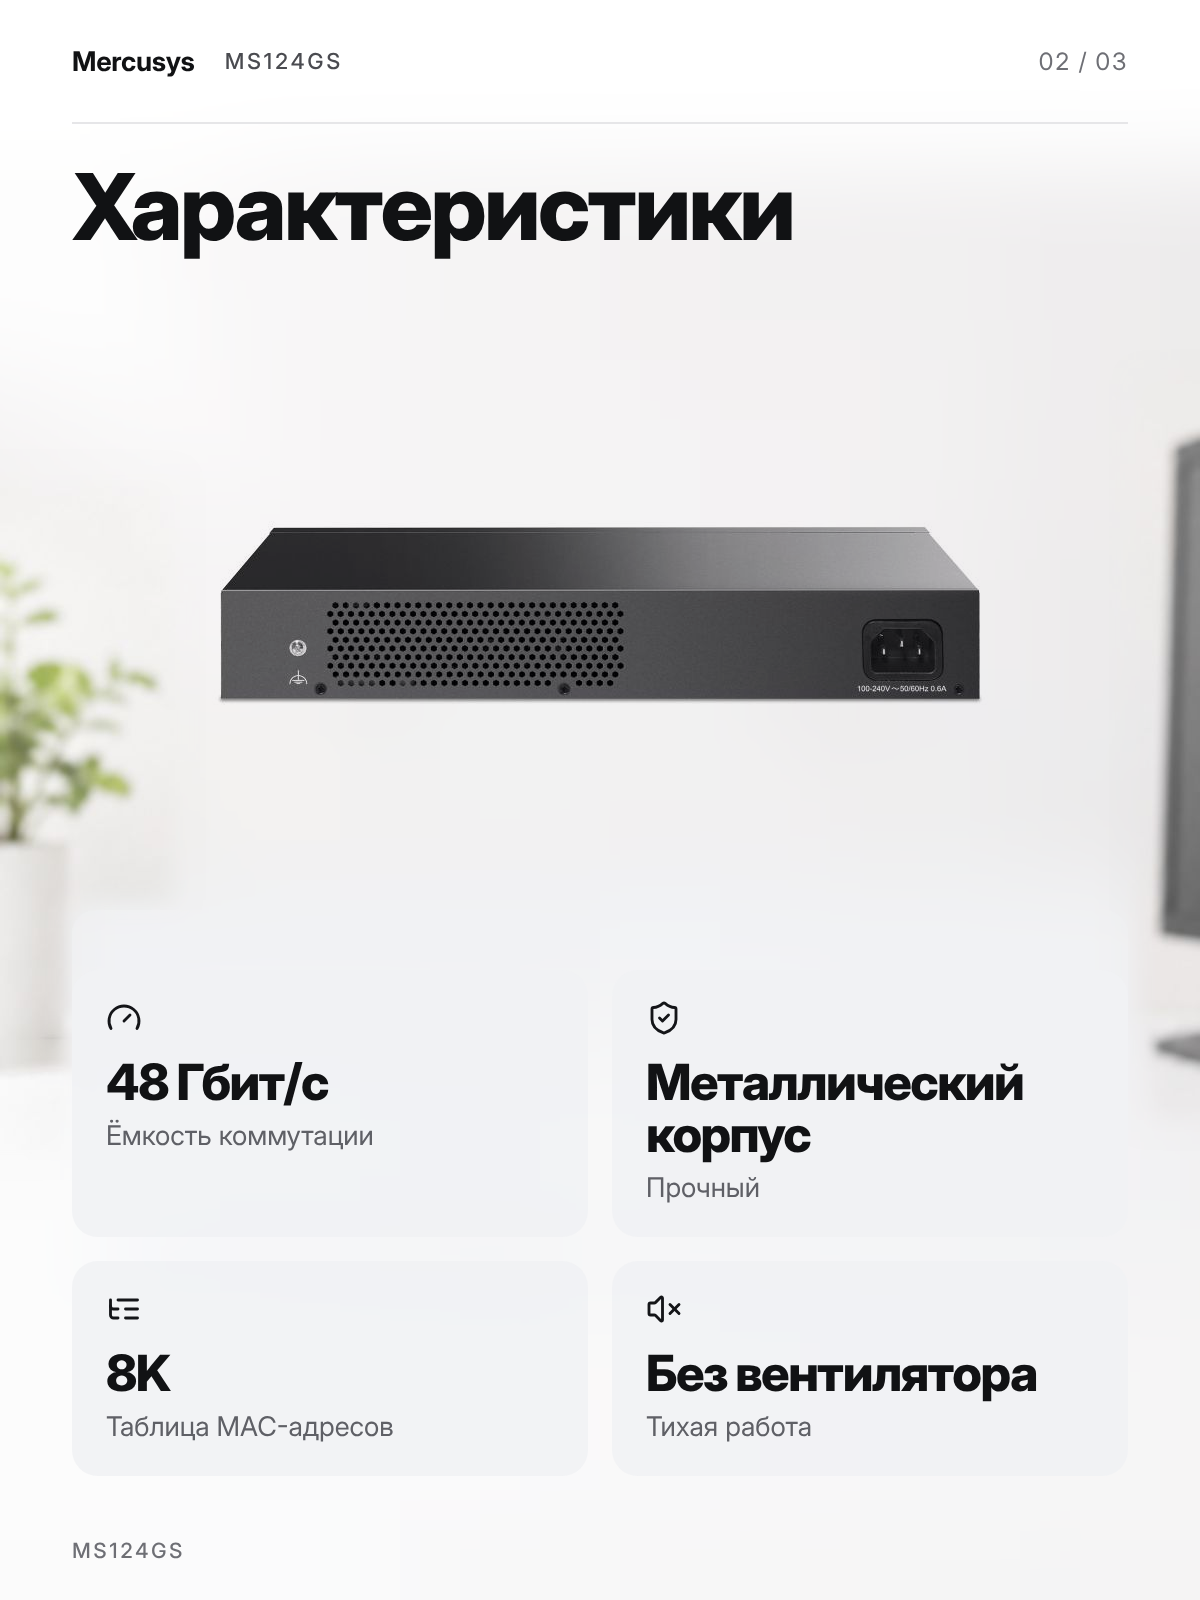 Mercusys MS124GS 02 / 03
Характеристики
100-240V～50/60Hz 0.6A
48 Гбит/с
Ёмкость коммутации
Металлический
корпус
Прочный
8K
Таблица MAC-адресов
Без вентилятора
Тихая работа
MS124GS